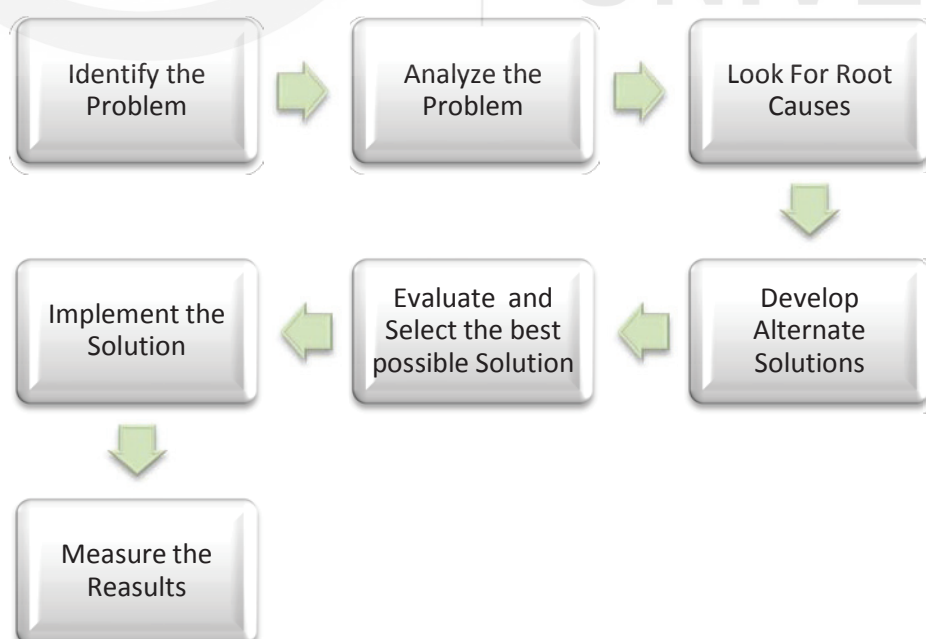 Identify the
Problem
Analyze the
Problem
Look For Root
Causes
Develop
Alternate
Solutions
Evaluate and
Select the best
possible Solution
Implement the
Solution
Measure the
Reasults